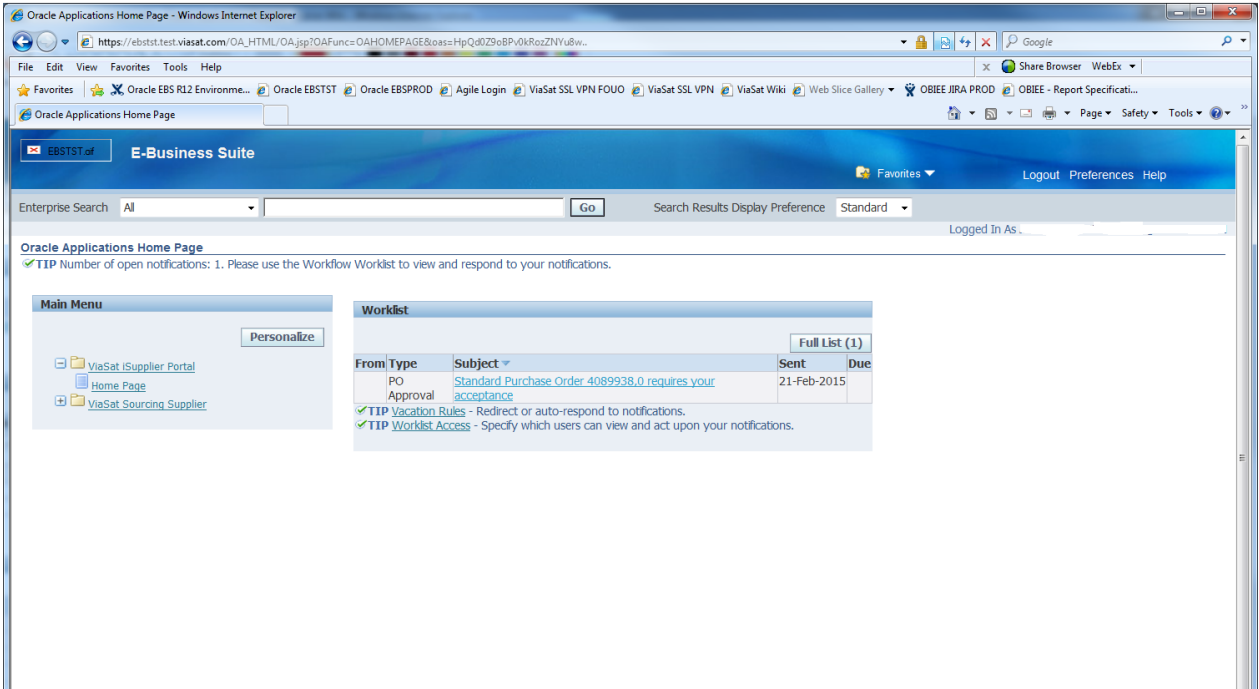 Oracle Applications Home Page - Windows Internet Explorer
https://ebstst.test.viasat.com/OA_HTML/OA.jsp?OAFunc=OAHOMEPAGE&oas=HpQd0Z9oBPv0kRozZNYu8w.. Google
File Edit View Favorites Tools Help x Share Browser WebEx
Favorites Oracle EBS R12 Environme... Oracle EBSTST Oracle EBSPROD Agile Login ViaSat SSL VPN FOUO ViaSat SSL VPN ViaSat Wiki Web Slice Gallery OBIEE JIRA PROD OBIEE - Report Specificati... »
Oracle Applications Home Page Page Safety Tools
EBSTST.of E-Business Suite
Favorites Logout Preferences Help
Enterprise Search All Go Search Results Display Preference Standard
Logged In As
Oracle Applications Home Page
TIP Number of open notifications: 1. Please use the Workflow Worklist to view and respond to your notifications.
Main Menu
Personalize
ViaSat iSupplier Portal
Home Page
ViaSat Sourcing Supplier
Worklist
Full List (1)
From Type Subject Sent Due
PO Standard Purchase Order 4089938,0 requires your 21-Feb-2015
Approval acceptance
TIP Vacation Rules - Redirect or auto-respond to notifications.
TIP Worklist Access - Specify which users can view and act upon your notifications.